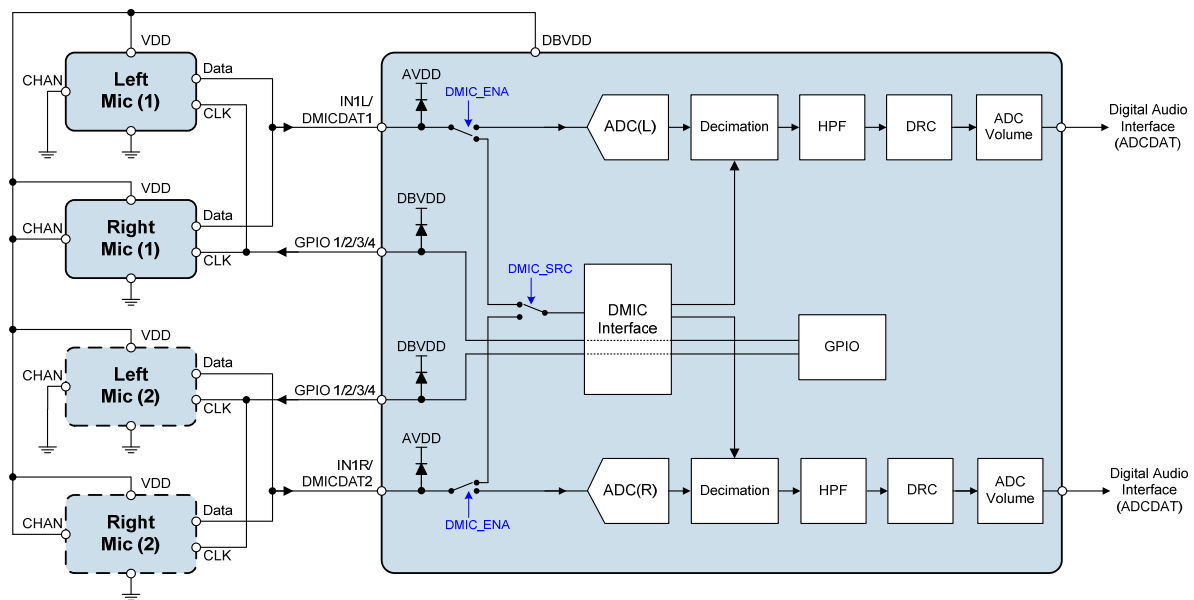 VDD
DBVDD
CHAN
Left
Mic (1)
Data
CLK
IN1L/
DMICDAT1
AVDD
DMIC_ENA
ADC(L)
Decimation
HPF
DRC
ADC
Volume
Digital Audio
Interface
(ADCDAT)
VDD
CHAN
Right
Mic (1)
Data
CLK
GPIO 1/2/3/4
DBVDD
DMIC_SRC
DMIC
Interface
GPIO
VDD
CHAN
Left
Mic (2)
Data
CLK
GPIO 1/2/3/4
DBVDD
VDD
CHAN
Right
Mic (2)
Data
CLK
IN1R/
DMICDAT2
AVDD
DMIC_ENA
ADC(R)
Decimation
HPF
DRC
ADC
Volume
Digital Audio
Interface
(ADCDAT)